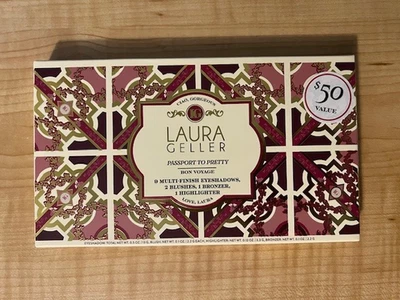 CIAO, GORGEOUS
LG
LAURA
GELLER
PASSPORT TO PRETTY
BON VOYAGE
9 MULTI-FINISH EYESHADOWS,
2 BLUSHES, 1 BRONZER,
1 HIGHLIGHTER
LOVE, LAURA
$50
VALUE